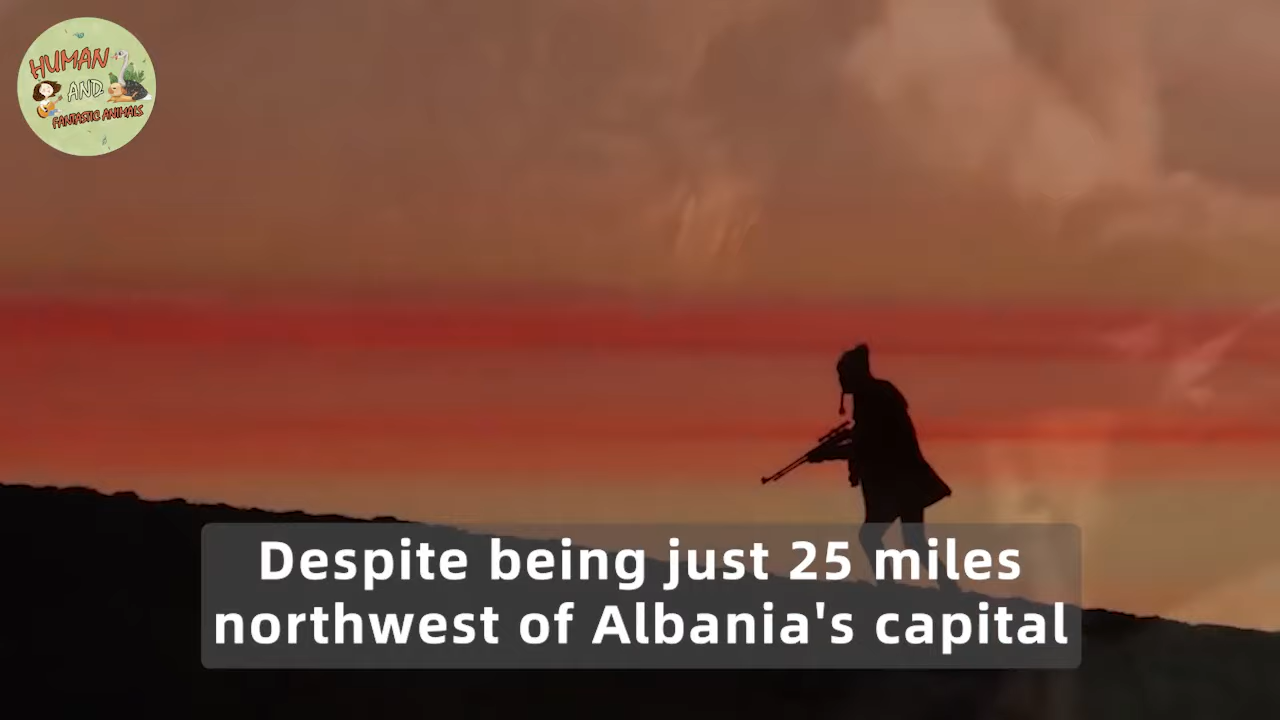 HUMAN
AND
FANTASTIC ANIMALS
Despite being just 25 miles
northwest of Albania's capital